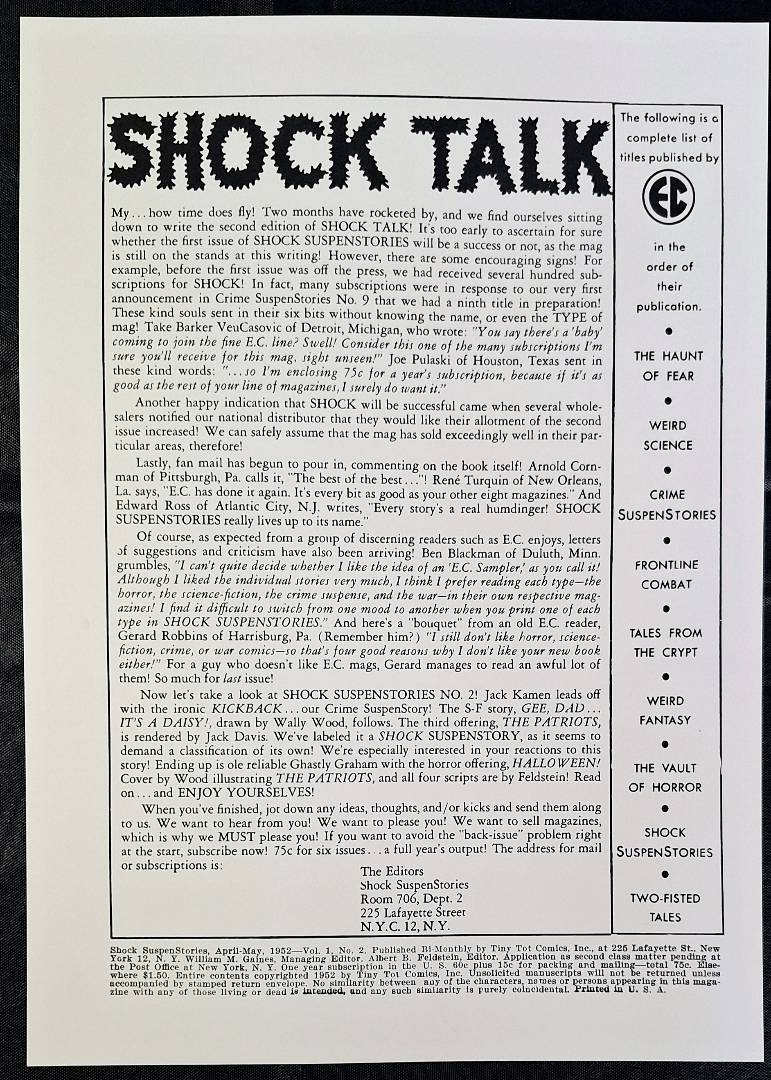 SHOCK TALK
My...how time does fly! Two months have rocketed by, and we find ourselves sitting
down to write the second edition of SHOCK TALK! It's too early to ascertain for sure
whether the first issue of SHOCK SUSPENSTORIES will be a success or not, as the mag
is still on the stands at this writing! However, there are some encouraging signs! For
example, before the first issue was off the press, we had received several hundred sub-
scriptions for SHOCK! In fact, many subscriptions were in response to our very first
announcement in Crime SuspenStories No. 9 that we had a ninth title in preparation!
These kind souls sent in their six bits without knowing the name, or even the TYPE of
mag! Take Barker VeuCasovic of Detroit, Michigan, who wrote: "You say there's a 'baby'
coming to join the fine E.C. line? Swell! Consider this one of the many subscriptions I'm
sure you'll receive for this mag, sight unseen!" Joe Pulaski of Houston, Texas sent in
these kind words: "...so I'm enclosing 75c for a year's subscription, because if it's as
good as the rest of your line of magazines, I surely do want it."
Another happy indication that SHOCK will be successful came when several whole-
salers notified our national distributor that they would like their allotment of the second
issue increased! We can safely assume that the mag has sold exceedingly well in their par-
ticular areas, therefore!
Lastly, fan mail has begun to pour in, commenting on the book itself! Arnold Corn-
man of Pittsburgh, Pa. calls it, "The best of the best..."! René Turquin of New Orleans,
La. says, "E.C. has done it again. It's every bit as good as your other eight magazines." And
Edward Ross of Atlantic City, N.J. writes, "Every story's a real humdinger! SHOCK
SUSPENSTORIES really lives up to its name."
Of course, as expected from a group of discerning readers such as E.C. enjoys, letters
of suggestions and criticism have also been arriving! Ben Blackman of Duluth, Minn.
grumbles, "I can't quite decide whether I like the idea of an 'E.C. Sampler,' as you call it!
Although I liked the individual stories very much, I think I prefer reading each type—the
horror, the science-fiction, the crime suspense, and the war—in their own respective mag-
azines! I find it difficult to switch from one mood to another when you print one of each
type in SHOCK SUSPENSTORIES." And here's a "bouquet" from an old E.C. reader,
Gerard Robbins of Harrisburg, Pa. (Remember him?) "I still don't like horror, science-
fiction, crime, or war comics—so that's four good reasons why I don't like your new book
either!" For a guy who doesn't like E.C. mags, Gerard manages to read an awful lot of
them! So much for last issue!
Now let's take a look at SHOCK SUSPENSTORIES NO. 2! Jack Kamen leads off
with the ironic KICKBACK...our Crime SuspenStory! The S-F story, GEE, DAD...
IT'S A DAISY!, drawn by Wally Wood, follows. The third offering, THE PATRIOTS,
is rendered by Jack Davis. We've labeled it a SHOCK SUSPENSTORY, as it seems to
demand a classification of its own! We're especially interested in your reactions to this
story! Ending up is ole reliable Ghastly Graham with the horror offering, HALLOWEEN!
Cover by Wood illustrating THE PATRIOTS, and all four scripts are by Feldstein! Read
on...and ENJOY YOURSELVES!
When you've finished, jot down any ideas, thoughts, and/or kicks and send them along
to us. We want to hear from you! We want to please you! We want to sell magazines,
which is why we MUST please you! If you want to avoid the "back-issue" problem right
at the start, subscribe now! 75c for six issues...a full year's output! The address for mail
or subscriptions is:
The Editors
Shock SuspenStories
Room 706, Dept. 2
225 Lafayette Street
N.Y.C. 12, N.Y.
The following is a
complete list of
titles published by
EC
in the
order of
their
publication.
•
THE HAUNT
OF FEAR
•
WEIRD
SCIENCE
•
CRIME
SUSPENSTORIES
•
FRONTLINE
COMBAT
•
TALES FROM
THE CRYPT
•
WEIRD
FANTASY
•
THE VAULT
OF HORROR
•
SHOCK
SUSPENSTORIES
•
TWO-FISTED
TALES
Shock SuspenStories, April-May, 1952—Vol. 1, No. 2, Published Bi-Monthly by Tiny Tot Comics, Inc., at 225 Lafayette St., New
York 12, N. Y. William M. Gaines, Managing Editor, Albert B. Feldstein, Editor. Application as second class matter pending at
the Post Office at New York, N. Y. One year subscription in the U. S. 60c plus 15c for packing and mailing—total 75c. Else-
where $1.50. Entire contents copyrighted 1952 by Tiny Tot Comics, Inc. Unsolicited manuscripts will not be returned unless
accompanied by stamped return envelope. No similarity between any of the characters, names or persons appearing in this maga-
zine with any of those living or dead is intended, and any such similarity is purely coincidental. Printed in U. S. A.